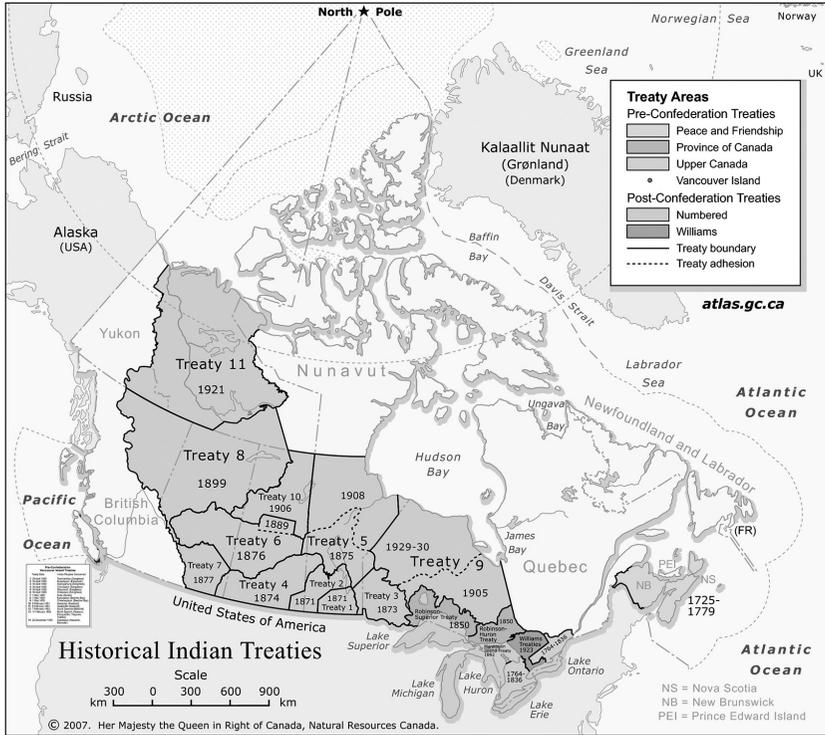 North ★ Pole
Norwegian Sea
Norway
Greenland
Sea
UK
Russia
Arctic Ocean
Bering Strait
Kalaallit Nunaat
(Grønland)
(Denmark)
Treaty Areas
Pre-Confederation Treaties
Peace and Friendship
Province of Canada
Upper Canada
Vancouver Island
Post-Confederation Treaties
Numbered
Williams
Treaty boundary
Treaty adhesion
atlas.gc.ca
Alaska
(USA)
Baffin
Bay
Davis Strait
Yukon
Treaty 11
1921
Nunavut
Labrador
Sea
Atlantic
Ocean
Ungava
Bay
Newfoundland and Labrador
Treaty 8
1899
Hudson
Bay
Pacific
Ocean
British
Columbia
Treaty 10
1906
1908
1889
Treaty 6
1876
Treaty 5
1875
1929-30
James
Bay
(FR)
Treaty 9
1905
Quebec
Treaty 7
1877
Treaty 4
1874
Treaty 2
1871
1871
Treaty 1
Treaty 3
1873
PEI
NB
NS
1725-
1779
Robinson-
Superior Treaty
1850
1850
Robinson-
Huron
Treaty
Williams
Treaties
1923
1764-1836
1764-
1836
United States of America
Lake
Superior
Lake
Michigan
Lake
Huron
Lake
Ontario
Lake
Erie
Atlantic
Ocean
Historical Indian Treaties
Scale
300 0 300 600 900
km km
NS = Nova Scotia
NB = New Brunswick
PEI = Prince Edward Island
© 2007. Her Majesty the Queen in Right of Canada, Natural Resources Canada.